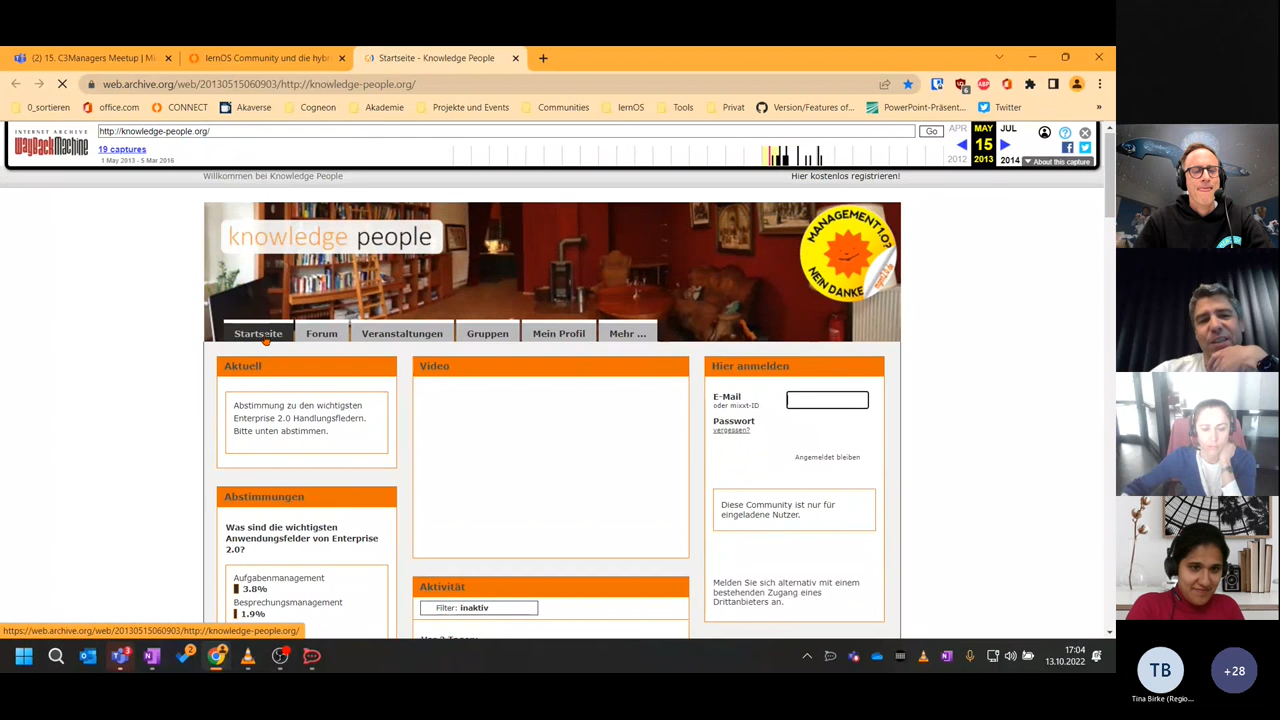 (2) 15. C3Managers Meetup | Mi
lernOS Community und die hybr
Startseite - Knowledge People
web.archive.org/web/20130515060903/http://knowledge-people.org/
0_sortieren
office.com
CONNECT
Akaverse
Cogneon
Akademie
Projekte und Events
Communities
lernOS
Tools
Privat
Version/Features of...
PowerPoint-Präsent...
Twitter
»
INTERNET ARCHIVE
WayBackMachine
http://knowledge-people.org/
Go
19 captures
1 May 2013 - 5 Mar 2016
APR
MAY
JUL
15
2012
2013
2014
About this capture
Willkommen bei Knowledge People
Hier kostenlos registrieren!
knowledge people
MANAGEMENT 1.0?
NEIN DANKE
Startseite
Forum
Veranstaltungen
Gruppen
Mein Profil
Mehr ...
Aktuell
Abstimmung zu den wichtigsten
Enterprise 2.0 Handlungsfledern.
Bitte unten abstimmen.
Abstimmungen
Was sind die wichtigsten
Anwendungsfelder von Enterprise
2.0?
Aufgabenmanagement
3.8%
Besprechungsmanagement
1.9%
Video
Aktivität
Filter: inaktiv
Hier anmelden
E-Mail
oder mixxt-ID
Passwort
vergessen?
Angemeldet bleiben
Diese Community ist nur für
eingeladene Nutzer.
Melden Sie sich alternativ mit einem
bestehenden Zugang eines
Drittanbieters an.
https://web.archive.org/web/20130515060903/http://knowledge-people.org/
17:04
13.10.2022
TB
+28
Tina Birke (Regio...